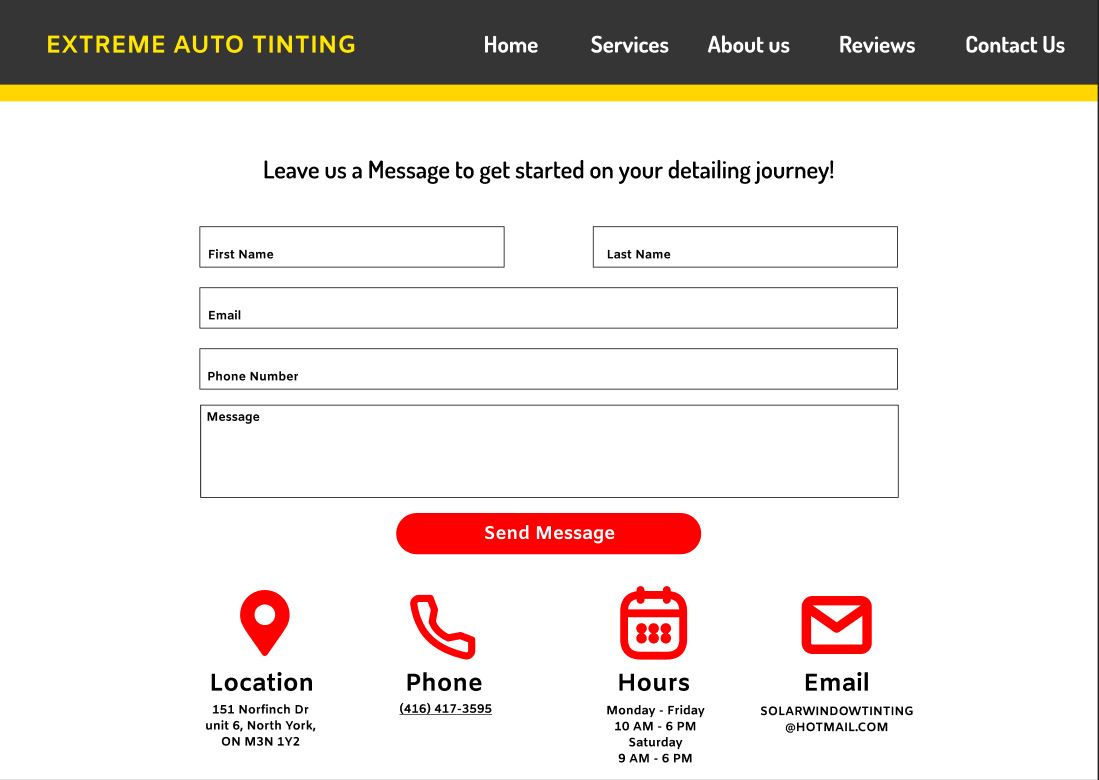 EXTREME AUTO TINTING
Home
Services
About us
Reviews
Contact Us
Leave us a Message to get started on your detailing journey!
First Name
Last Name
Email
Phone Number
Message
Send Message
Location
151 Norfinch Dr
unit 6, North York,
ON M3N 1Y2
Phone
(416) 417-3595
Hours
Monday - Friday
10 AM - 6 PM
Saturday
9 AM - 6 PM
Email
SOLARWINDOWTINTING
@HOTMAIL.COM